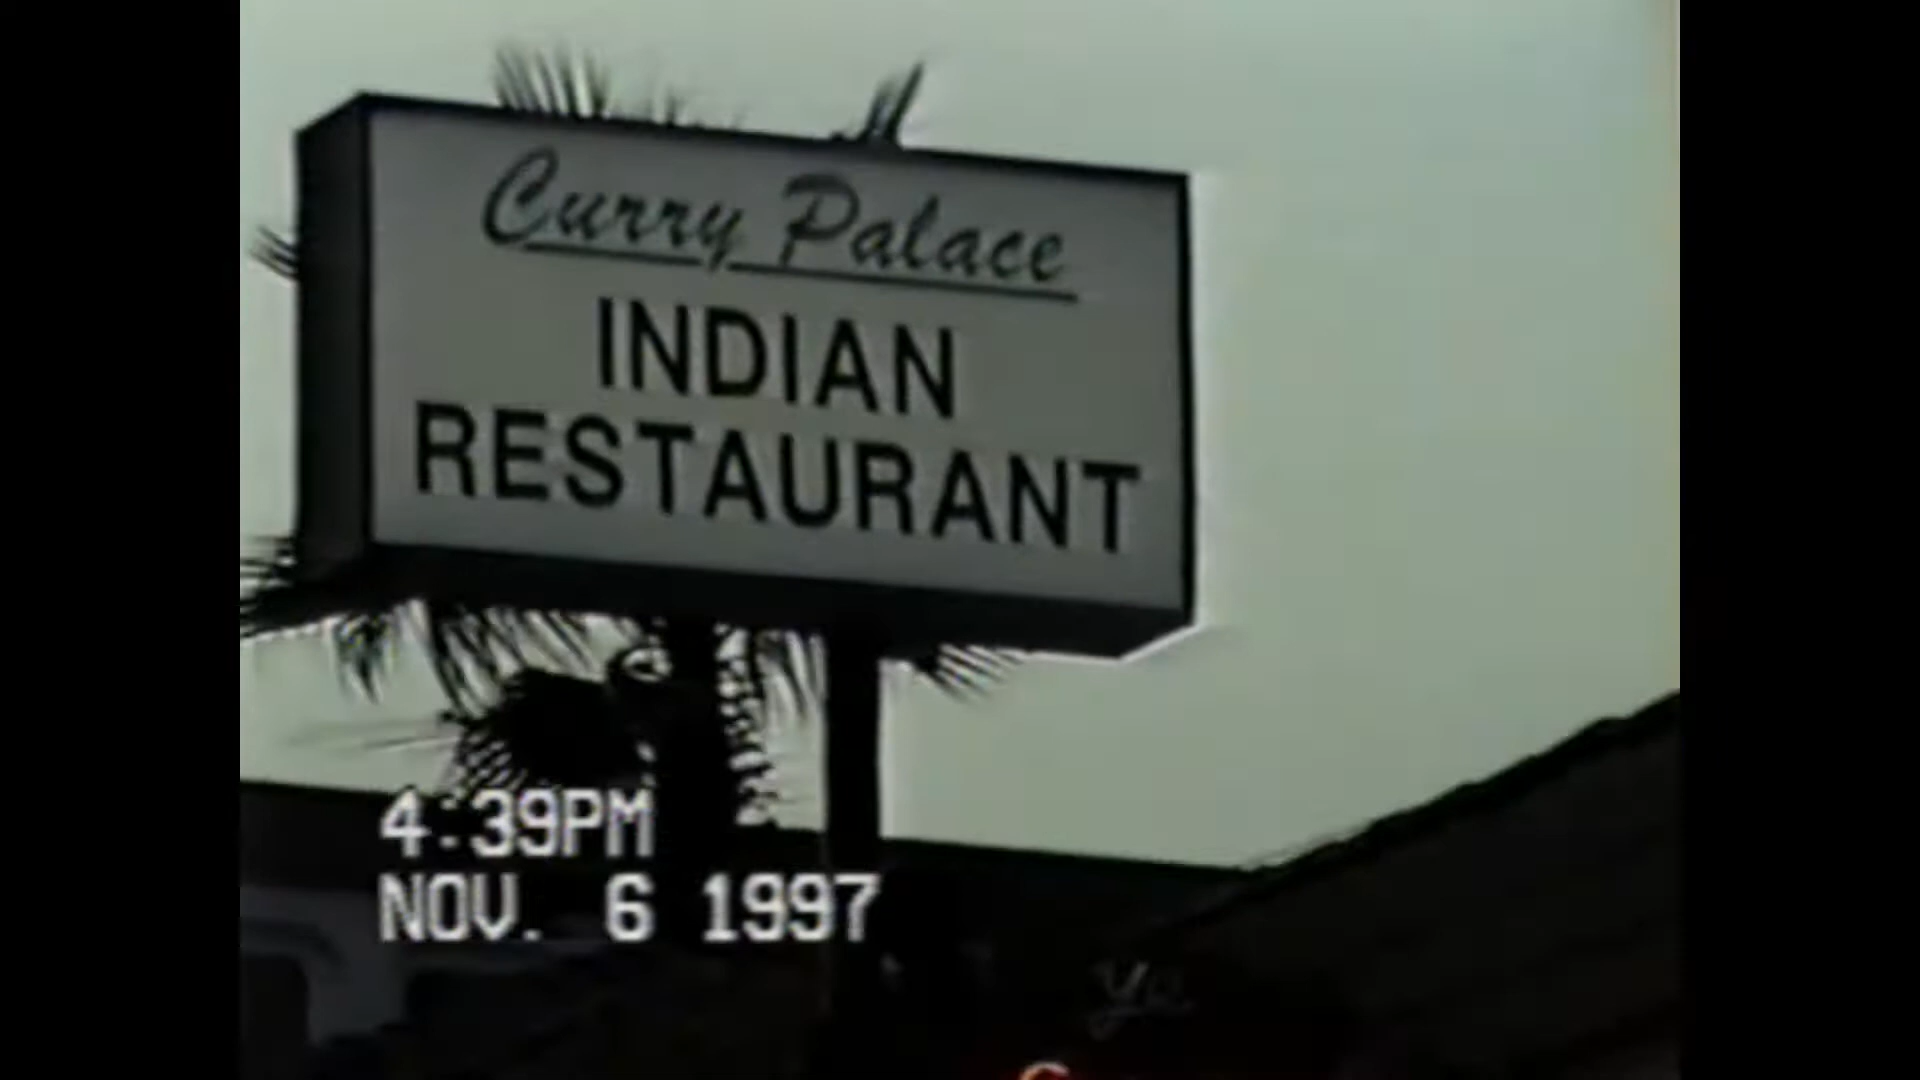 Curry Palace
INDIAN
RESTAURANT
4:39PM
NOV. 6 1997